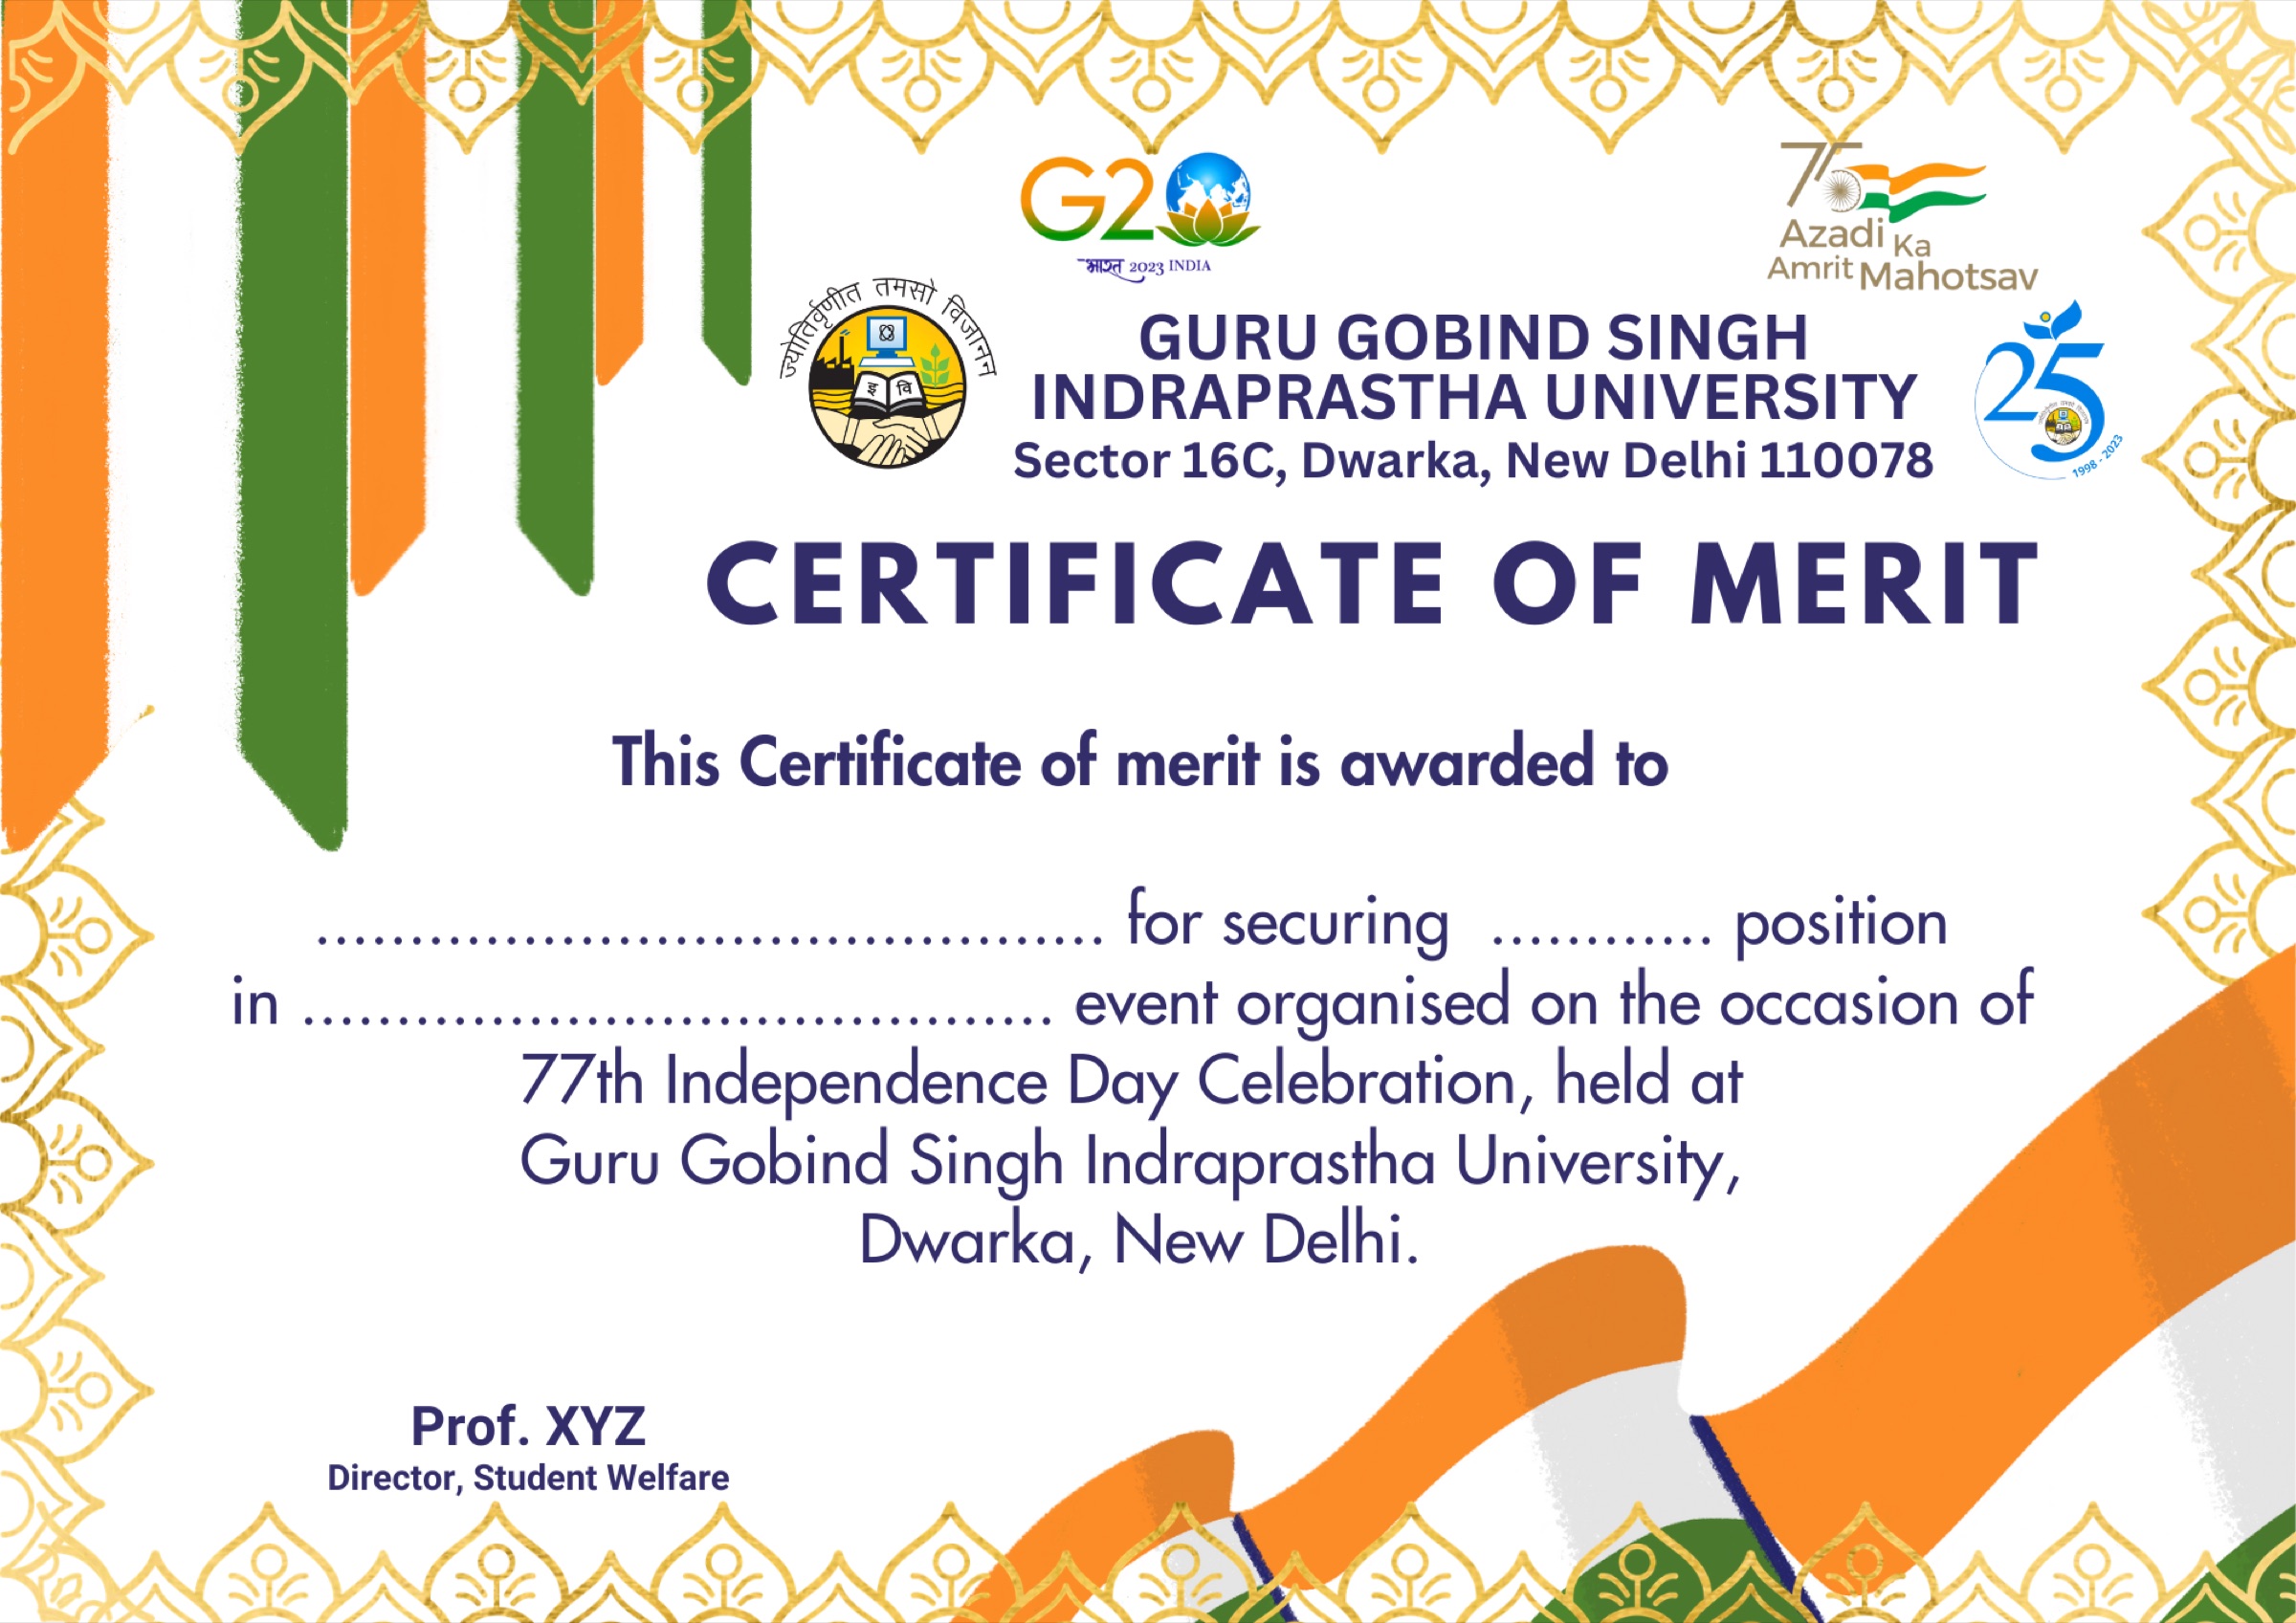 G20
भारत 2023 INDIA
75
Azadi Ka
Amrit Mahotsav
ज्योतिर्वृणीत तमसो विजानन
इ वि
GURU GOBIND SINGH
INDRAPRASTHA UNIVERSITY
Sector 16C, Dwarka, New Delhi 110078
25
1998 - 2023
CERTIFICATE OF MERIT
This Certificate of merit is awarded to
.......................................... for securing ............ position
in ........................................ event organised on the occasion of
77th Independence Day Celebration, held at
Guru Gobind Singh Indraprastha University,
Dwarka, New Delhi.
Prof. XYZ
Director, Student Welfare